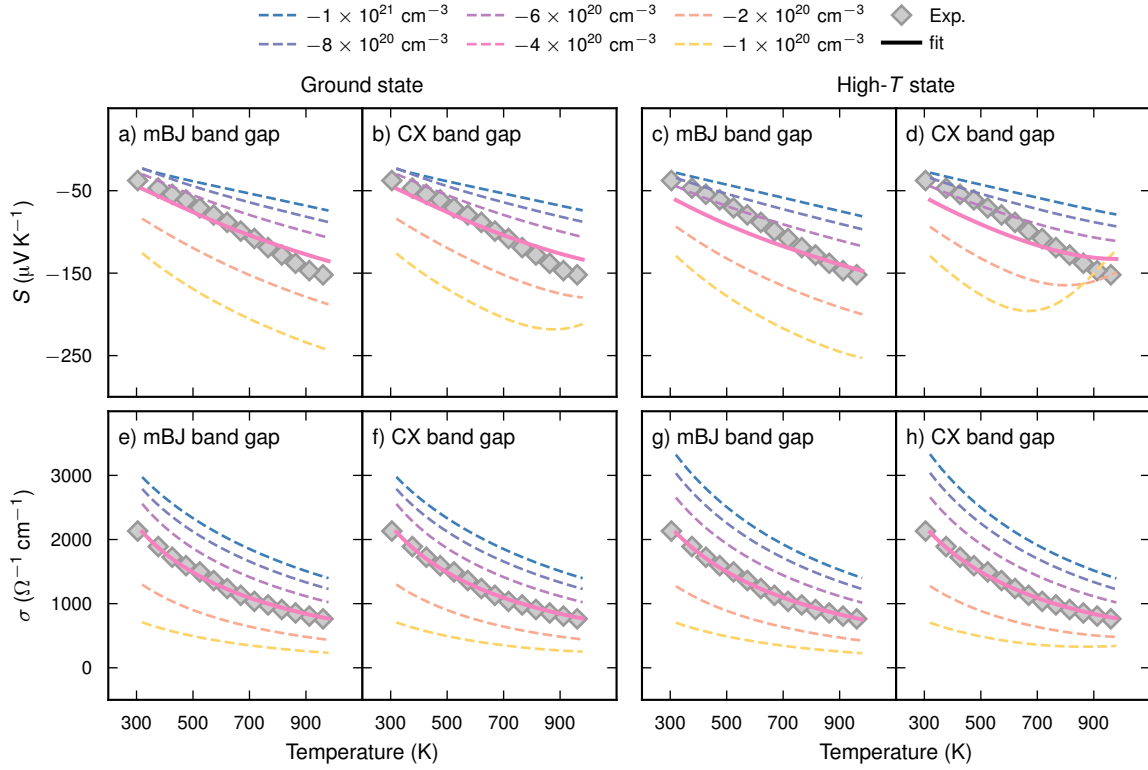 −1 × 10²¹ cm⁻³
−6 × 10²⁰ cm⁻³
−2 × 10²⁰ cm⁻³
Exp.
−8 × 10²⁰ cm⁻³
−4 × 10²⁰ cm⁻³
−1 × 10²⁰ cm⁻³
fit
Ground state
High-T state
a) mBJ band gap
b) CX band gap
c) mBJ band gap
d) CX band gap
−50
−150
−250
S (µV K⁻¹)
e) mBJ band gap
f) CX band gap
g) mBJ band gap
h) CX band gap
3000
2000
1000
0
σ (Ω⁻¹ cm⁻¹)
300 500 700 900 300 500 700 900 300 500 700 900 300 500 700 900
Temperature (K)
Temperature (K)